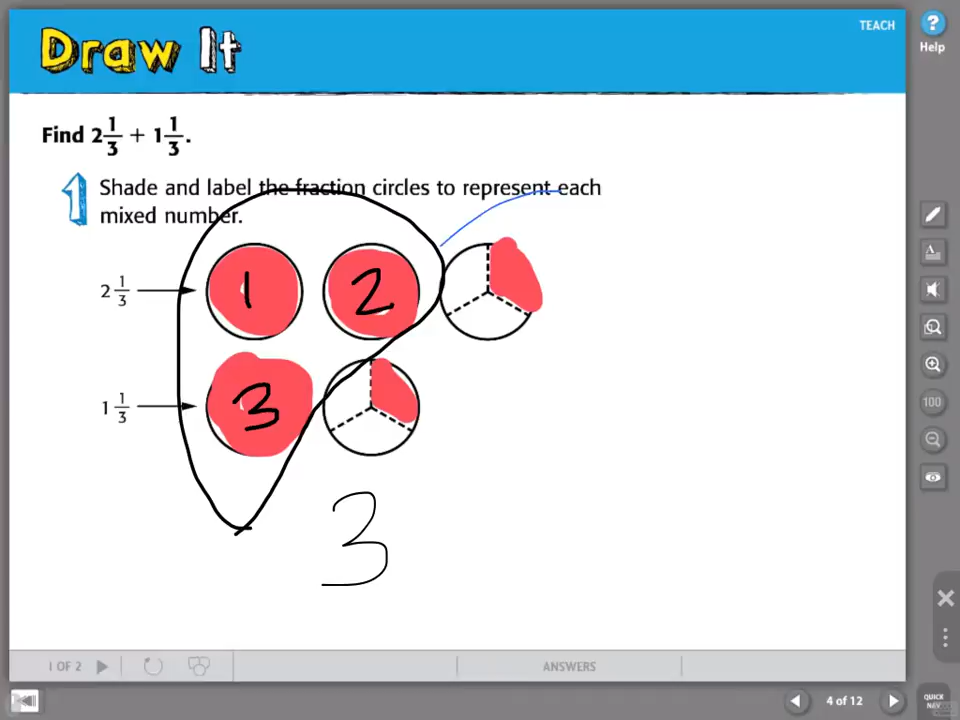 TEACH
Help
Draw It
Find 2 1/3 + 1 1/3.
1 Shade and label the fraction circles to represent each
mixed number.
2 1/3
1 2
1 1/3
3
3
100
1 OF 2
ANSWERS
4 of 12
QUICK
NAV